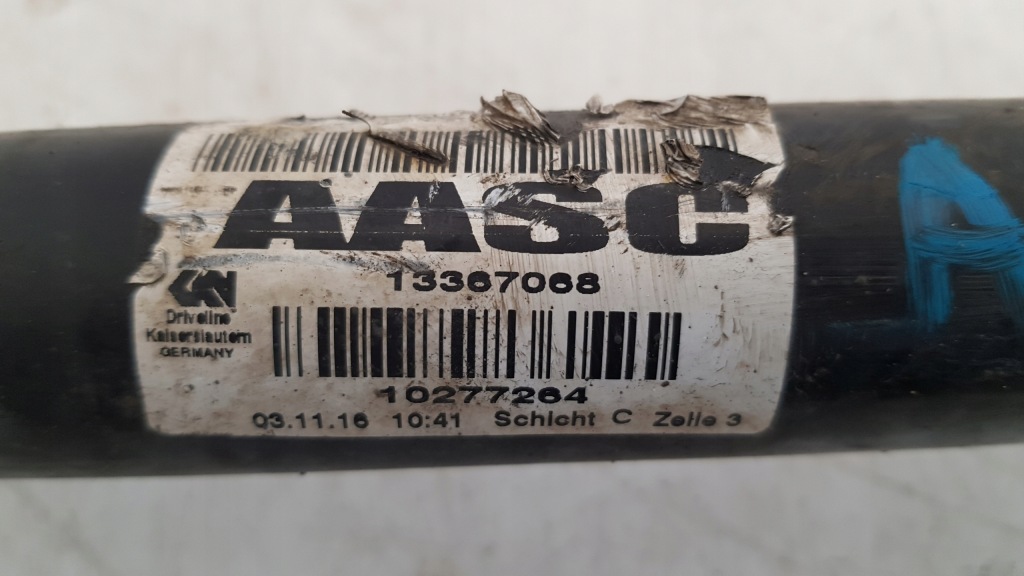 AASC
13367068
Driveline
Kaiserslautern
GERMANY
10277264
03.11.16 10:41 Schicht C Zelle 3
A